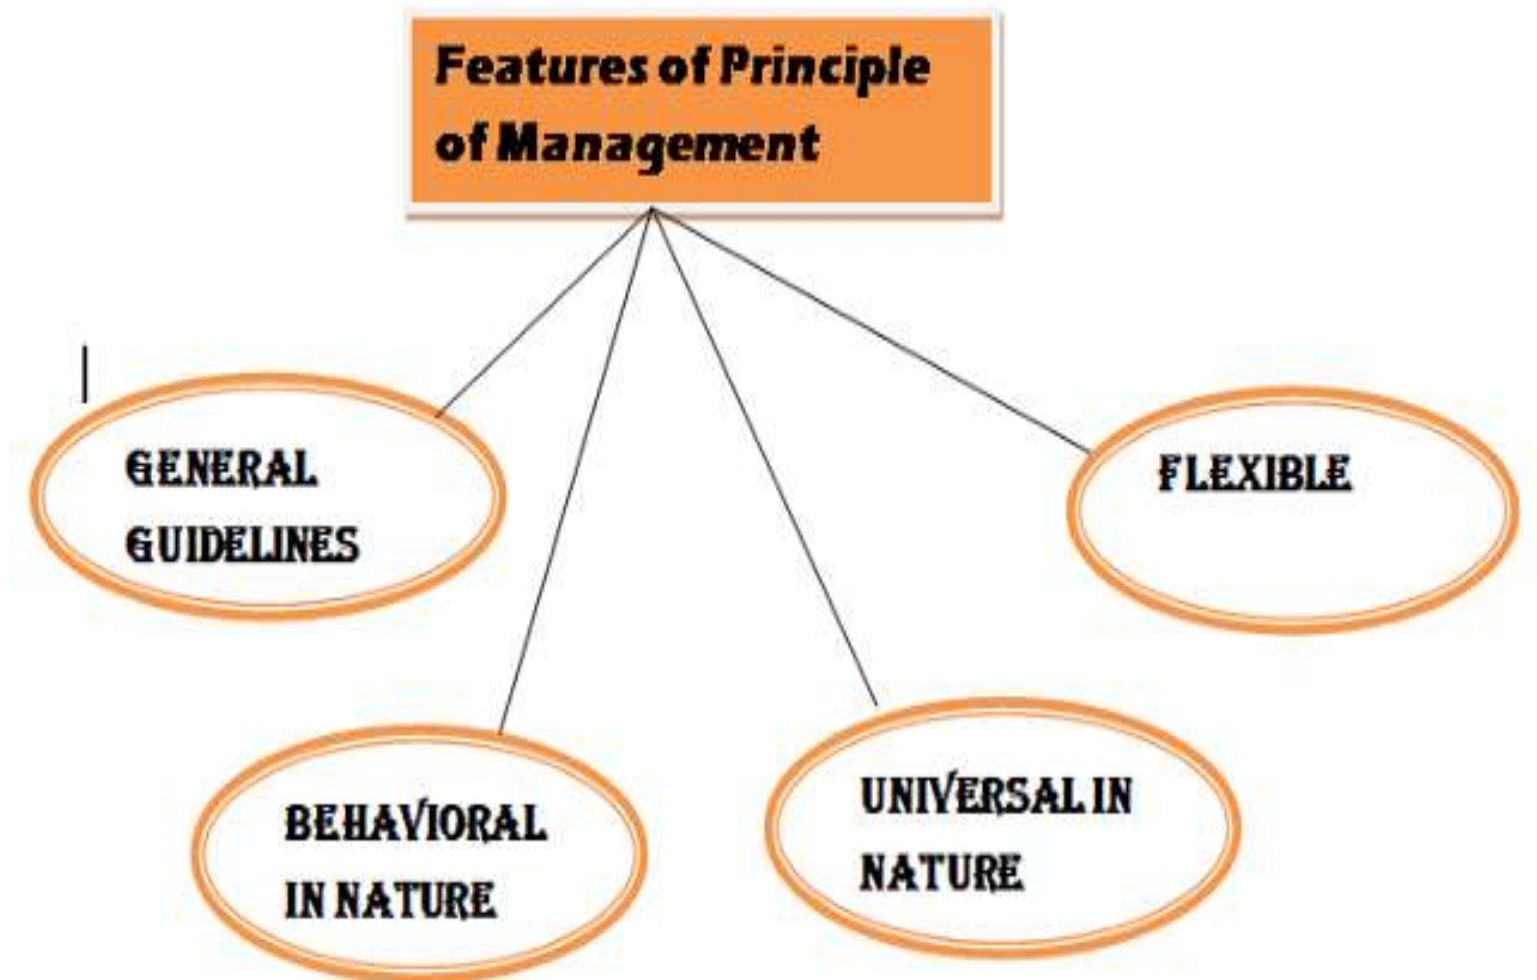 Features of Principle
of Management
GENERAL
GUIDELINES
FLEXIBLE
BEHAVIORAL
IN NATURE
UNIVERSAL IN
NATURE